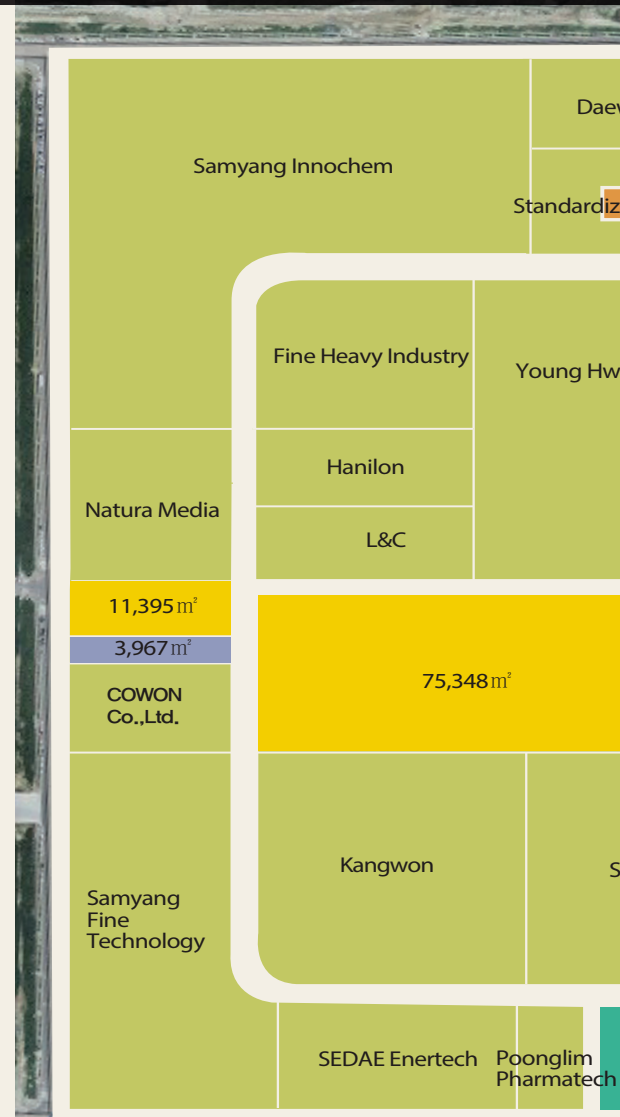 Samyang Innochem
Daew
Standardiz
Fine Heavy Industry
Young Hw
Hanilon
Natura Media
L&C
11,395㎡
3,967㎡
75,348㎡
COWON
Co.,Ltd.
Kangwon
S
Samyang
Fine
Technology
SEDAE Enertech
Poonglim
Pharmatech